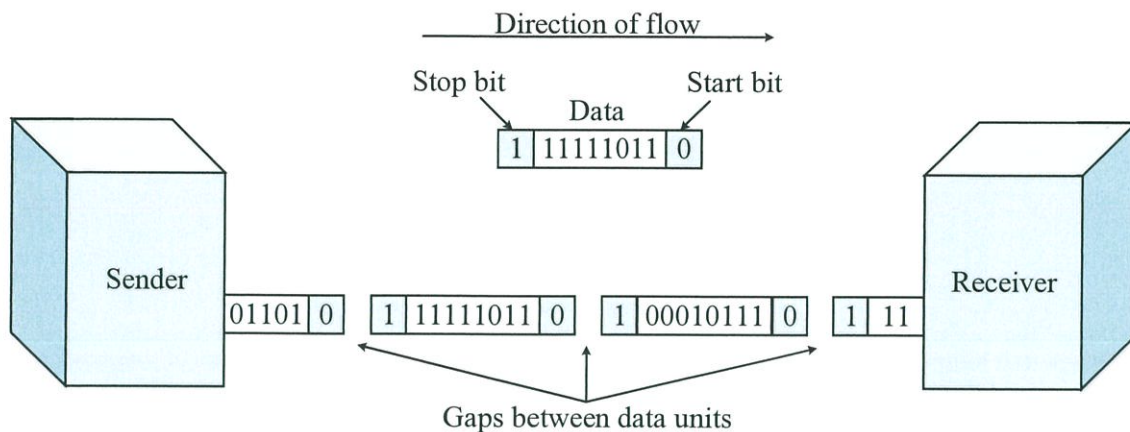 Direction of flow
Stop bit
Start bit
Data
1 11111011 0
Sender
Receiver
01101 0 1 11111011 0 1 00010111 0 1 11
Gaps between data units